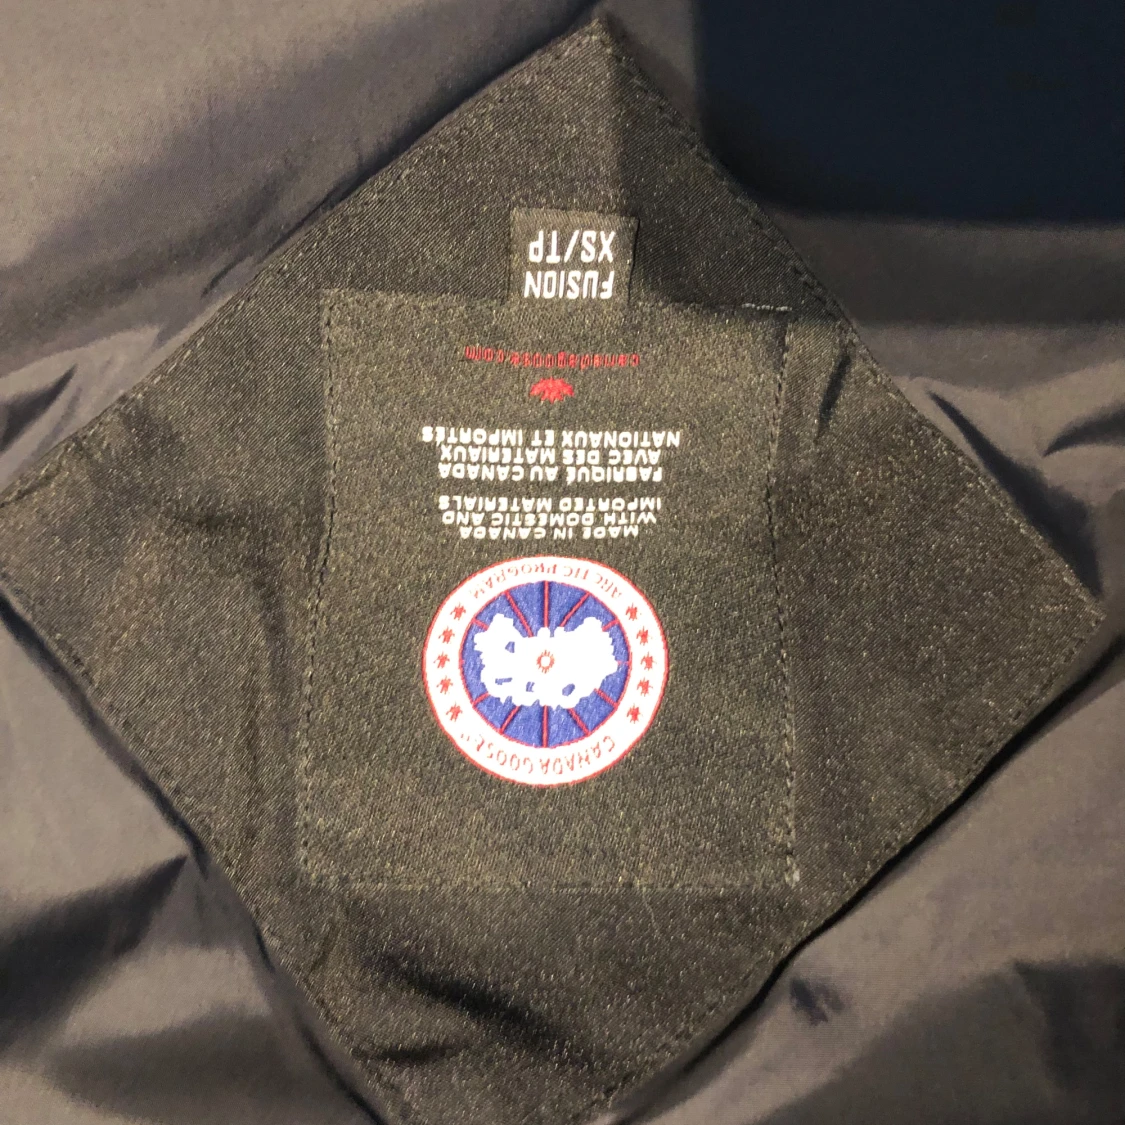 CANADA GOOSE
ARCTIC PROGRAM
MADE IN CANADA
WITH DOMESTIC AND
IMPORTED MATERIALS
FABRIQUÉ AU CANADA
AVEC DES MATÉRIAUX
NATIONAUX ET IMPORTÉS
canadagoose.com
FUSION
XS/TP